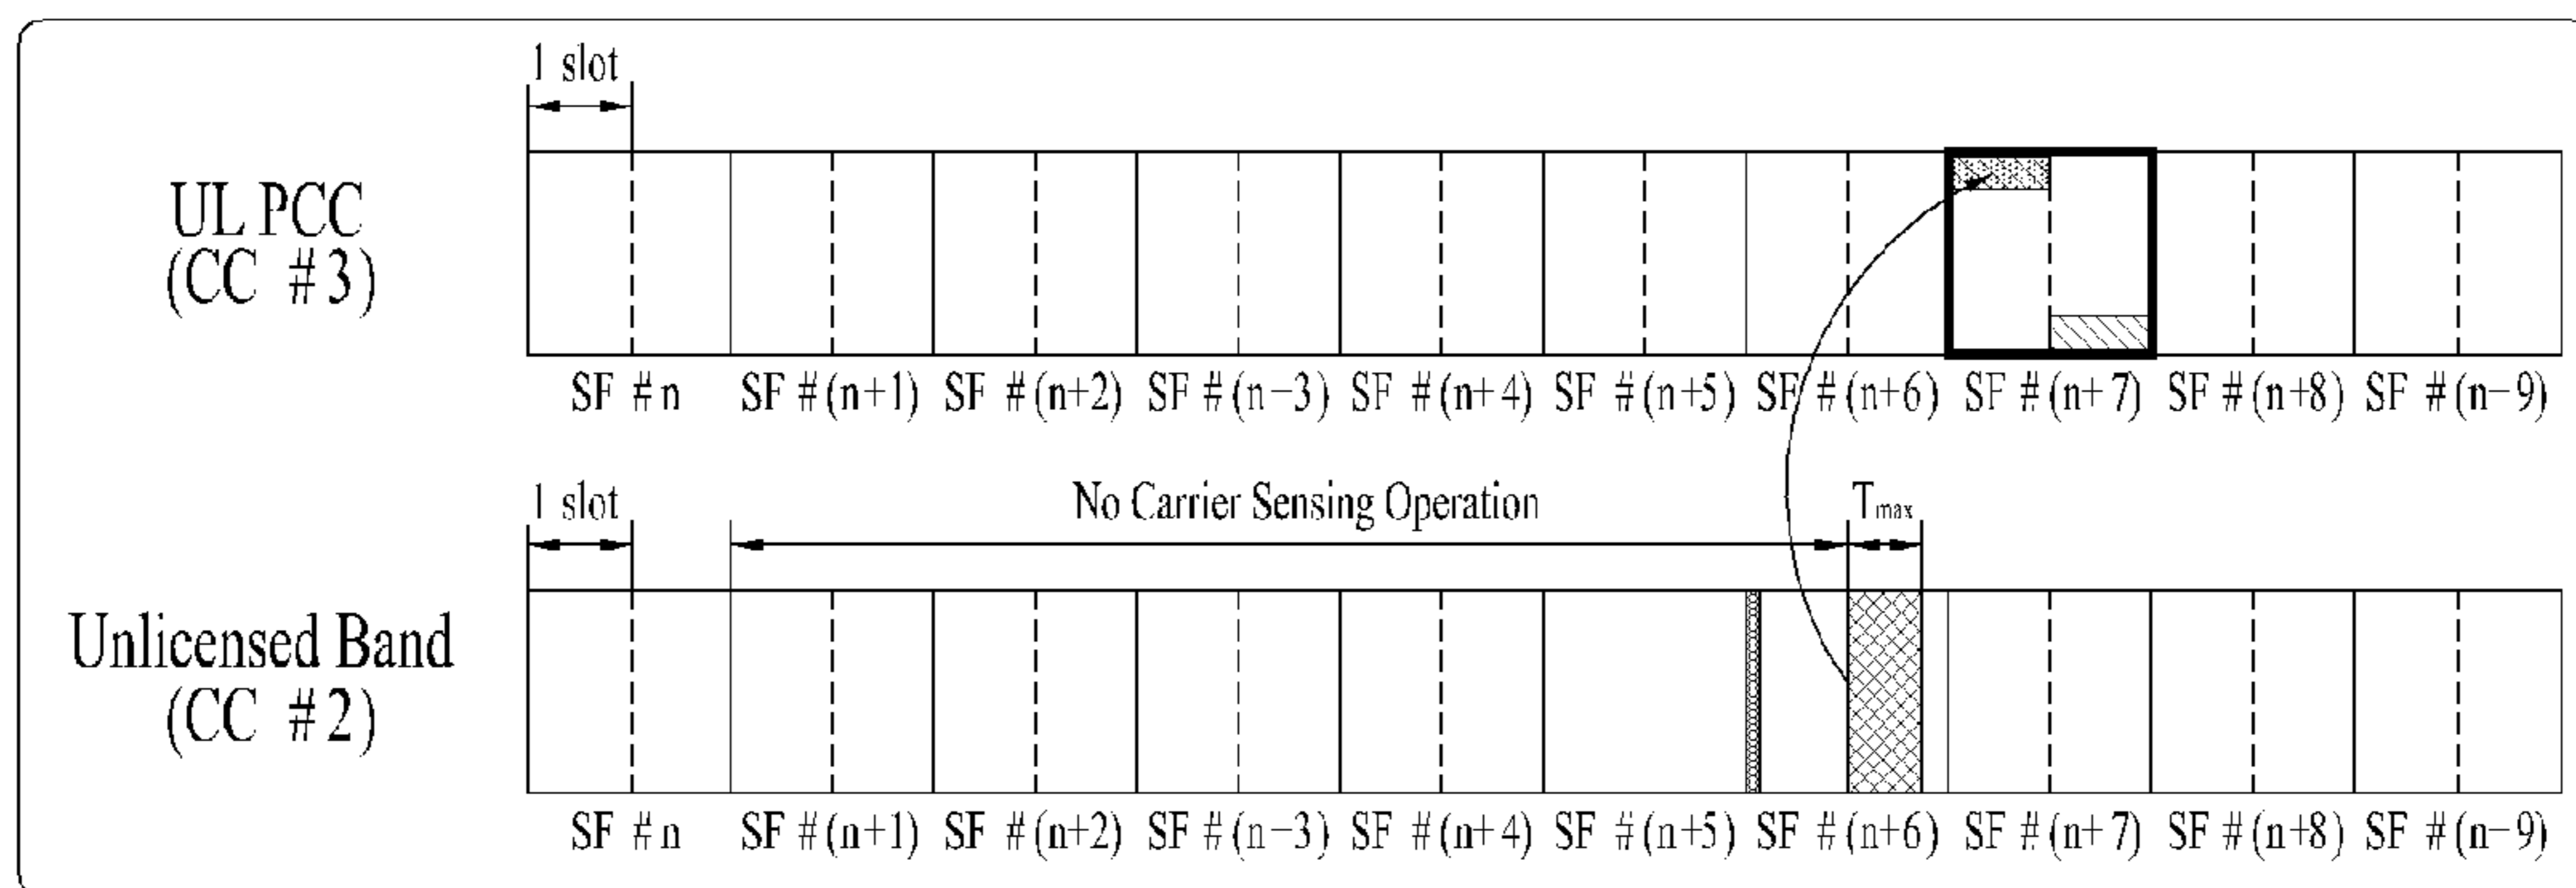 1 slot
UL PCC
(CC #3)
SF #n SF #(n+1) SF #(n+2) SF #(n−3) SF #(n+4) SF #(n+5) SF #(n+6) SF #(n+7) SF #(n+8) SF #(n−9)
1 slot No Carrier Sensing Operation Tmax
Unlicensed Band
(CC #2)
SF #n SF #(n+1) SF #(n+2) SF #(n−3) SF #(n+4) SF #(n+5) SF #(n+6) SF #(n+7) SF #(n+8) SF #(n−9)